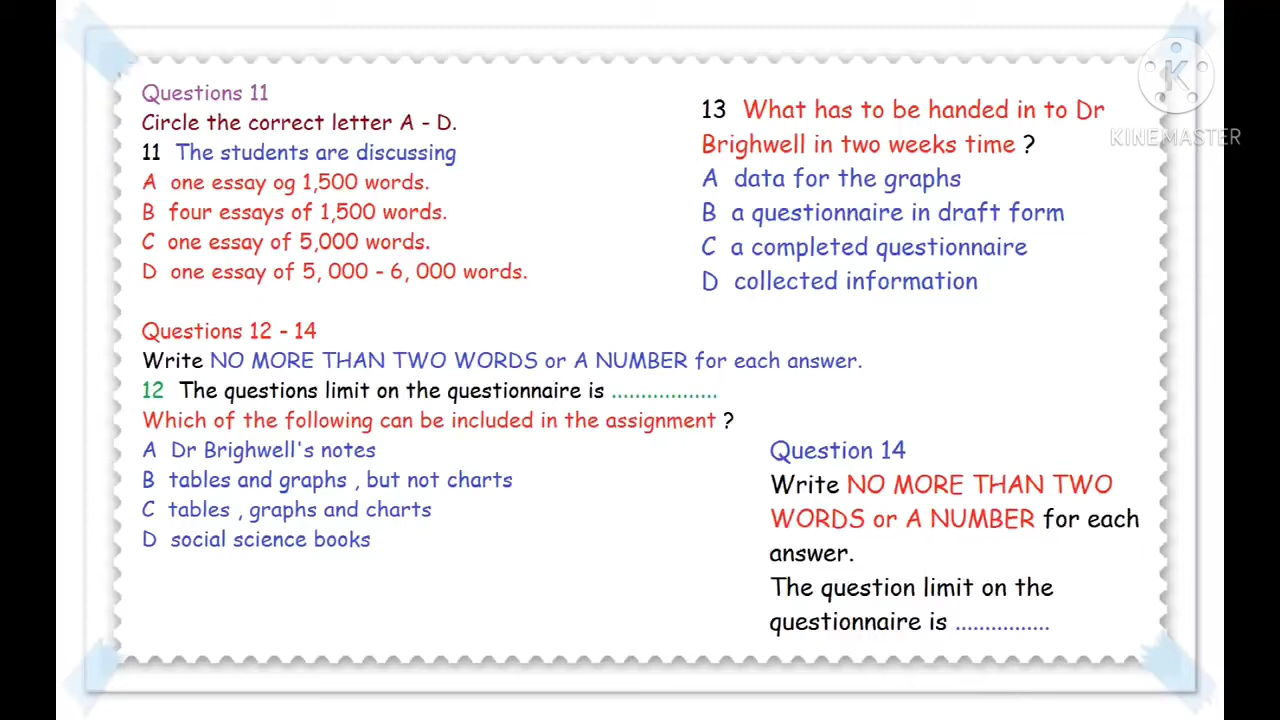 Questions 11
Circle the correct letter A - D.
11 The students are discussing
A one essay og 1,500 words.
B four essays of 1,500 words.
C one essay of 5,000 words.
D one essay of 5, 000 - 6, 000 words.
Questions 12 - 14
Write NO MORE THAN TWO WORDS or A NUMBER for each answer.
12 The questions limit on the questionnaire is ..................
Which of the following can be included in the assignment ?
A Dr Brighwell's notes
B tables and graphs , but not charts
C tables , graphs and charts
D social science books
13 What has to be handed in to Dr
Brighwell in two weeks time ?
A data for the graphs
B a questionnaire in draft form
C a completed questionnaire
D collected information
Question 14
Write NO MORE THAN TWO
WORDS or A NUMBER for each
answer.
The question limit on the
questionnaire is ................
K
KINEMASTER